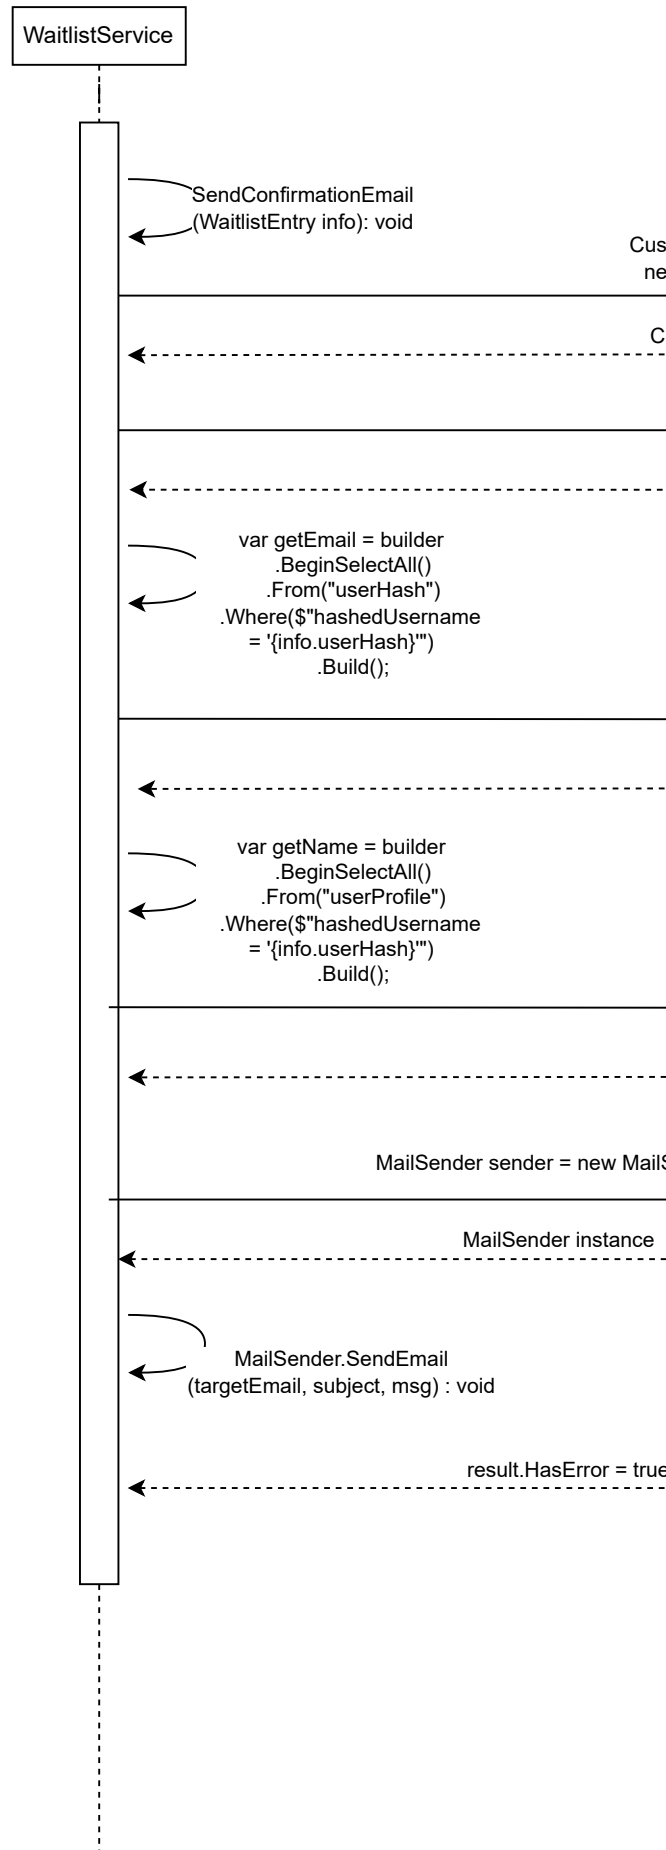 WaitlistService
SendConfirmationEmail
(WaitlistEntry info): void
Cus
ne
C
var getEmail = builder
.BeginSelectAll()
.From("userHash")
.Where($"hashedUsername
= '{info.userHash}'")
.Build();
var getName = builder
.BeginSelectAll()
.From("userProfile")
.Where($"hashedUsername
= '{info.userHash}'")
.Build();
MailSender sender = new MailS
MailSender instance
MailSender.SendEmail
(targetEmail, subject, msg) : void
result.HasError = true